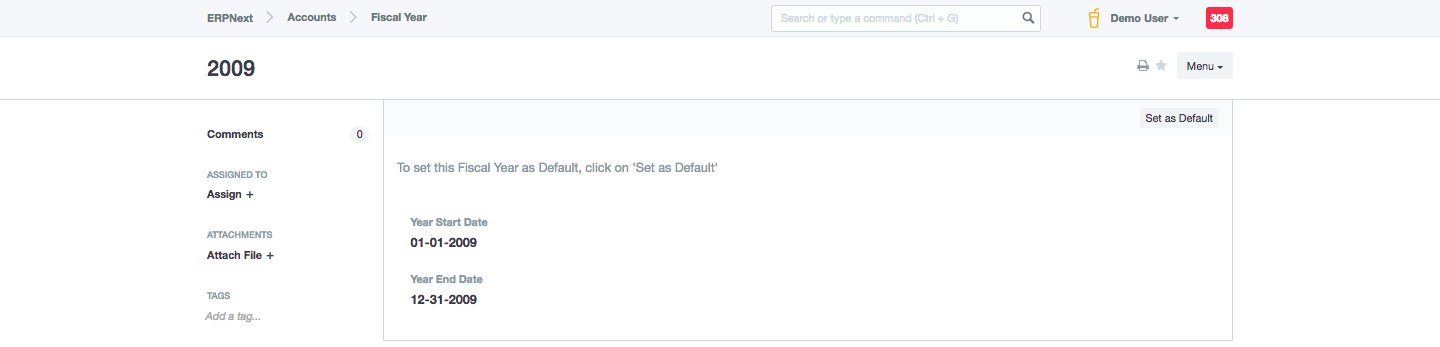 ERPNext Accounts Fiscal Year Search or type a command (Ctrl + G) Demo User 308
2009 Menu
Set as Default
Comments 0
To set this Fiscal Year as Default, click on 'Set as Default'
ASSIGNED TO
Assign +
Year Start Date
01-01-2009
ATTACHMENTS
Attach File +
Year End Date
12-31-2009
TAGS
Add a tag...